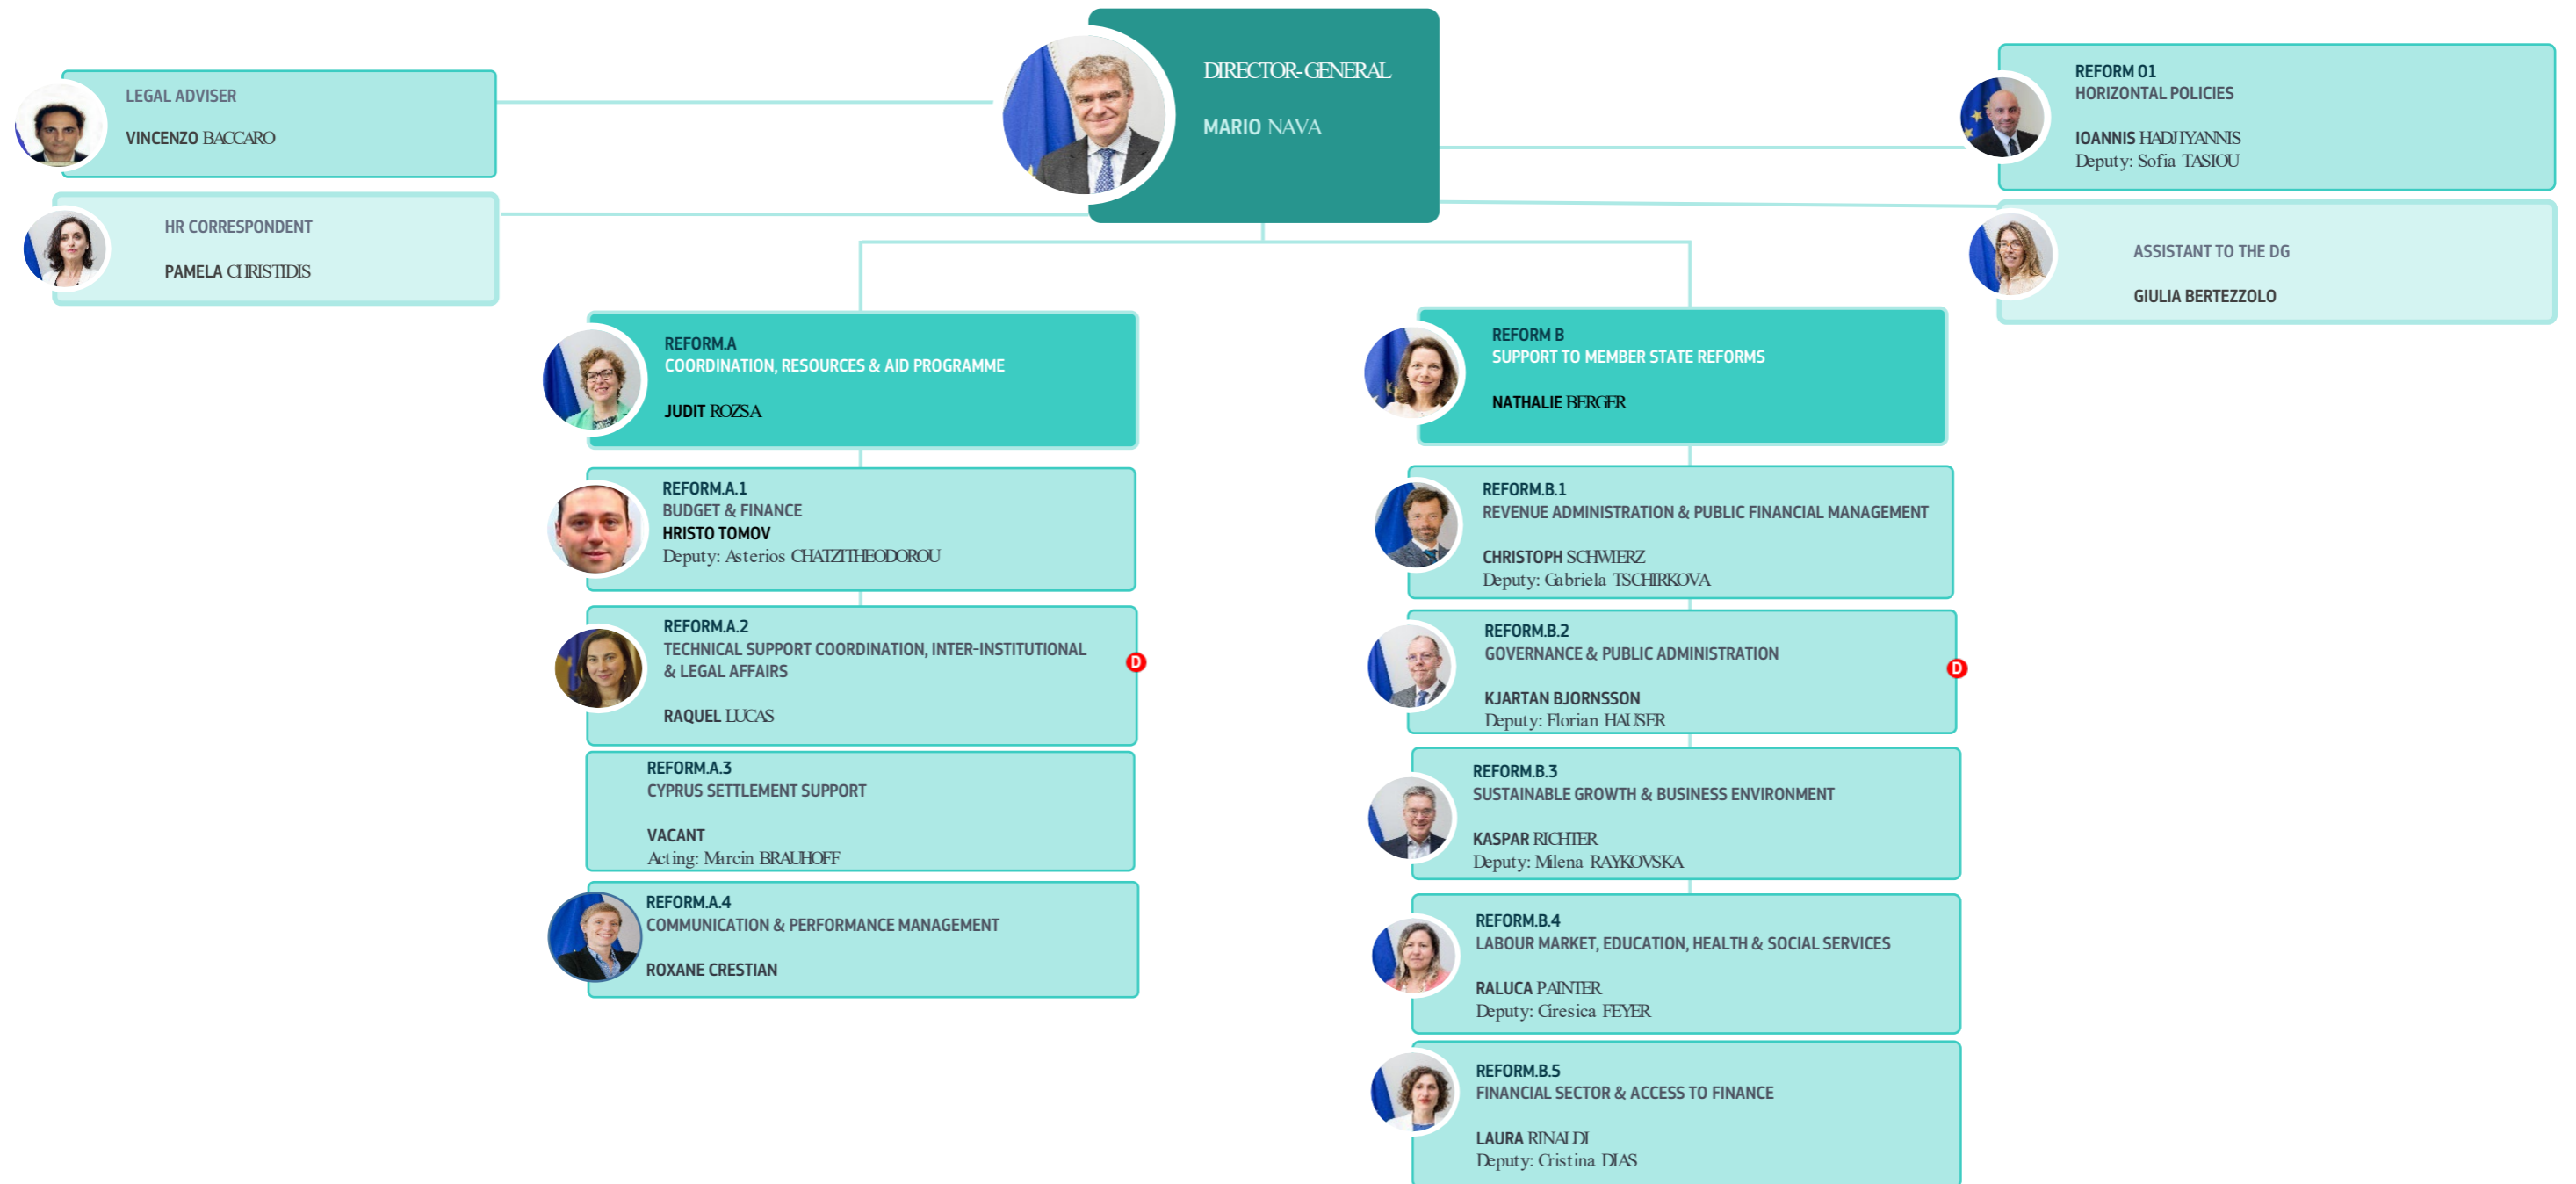 DIRECTOR-GENERAL
MARIO NAVA
LEGAL ADVISER
VINCENZO BACCARO
HR CORRESPONDENT
PAMELA CHRISTIDIS
REFORM 01
HORIZONTAL POLICIES
IOANNIS HADJIYANNIS
Deputy: Sofia TASIOU
ASSISTANT TO THE DG
GIULIA BERTEZZOLO
REFORM.A
COORDINATION, RESOURCES & AID PROGRAMME
JUDIT ROZSA
REFORM.A.1
BUDGET & FINANCE
HRISTO TOMOV
Deputy: Asterios CHATZITHEODOROU
REFORM.A.2
TECHNICAL SUPPORT COORDINATION, INTER-INSTITUTIONAL
& LEGAL AFFAIRS
RAQUEL LUCAS
D
REFORM.A.3
CYPRUS SETTLEMENT SUPPORT
VACANT
Acting: Marcin BRAUHOFF
REFORM.A.4
COMMUNICATION & PERFORMANCE MANAGEMENT
ROXANE CRESTIAN
REFORM B
SUPPORT TO MEMBER STATE REFORMS
NATHALIE BERGER
REFORM.B.1
REVENUE ADMINISTRATION & PUBLIC FINANCIAL MANAGEMENT
CHRISTOPH SCHWIERZ
Deputy: Gabriela TSCHIRKOVA
REFORM.B.2
GOVERNANCE & PUBLIC ADMINISTRATION
KJARTAN BJORNSSON
Deputy: Florian HAUSER
D
REFORM.B.3
SUSTAINABLE GROWTH & BUSINESS ENVIRONMENT
KASPAR RICHTER
Deputy: Milena RAYKOVSKA
REFORM.B.4
LABOUR MARKET, EDUCATION, HEALTH & SOCIAL SERVICES
RALUCA PAINTER
Deputy: Ciresica FEYER
REFORM.B.5
FINANCIAL SECTOR & ACCESS TO FINANCE
LAURA RINALDI
Deputy: Cristina DIAS